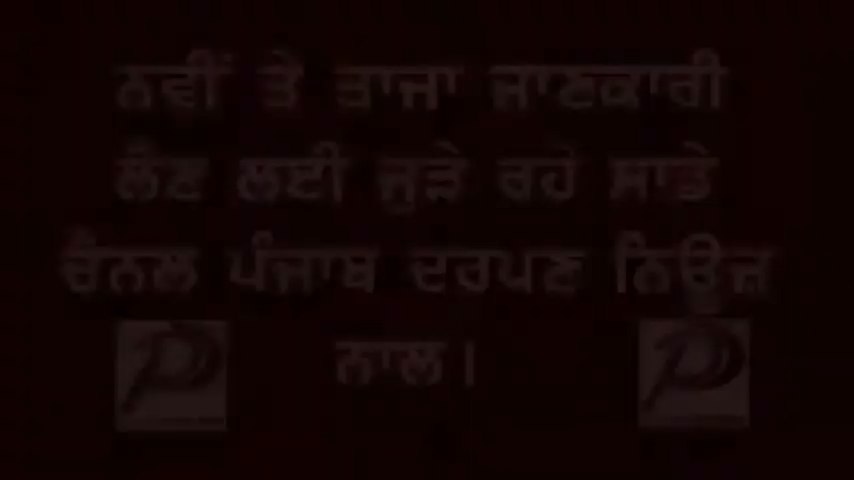 ਨਵੀਂ ਤੇ ਤਾਜਾ ਜਾਣਕਾਰੀ
ਲੈਣ ਲਈ ਜੁੜੇ ਰਹੋ ਸਾਡੇ
ਚੈਨਲ ਪੰਜਾਬ ਦਰਪਣ ਨਿਊਜ਼
ਨਾਲ।